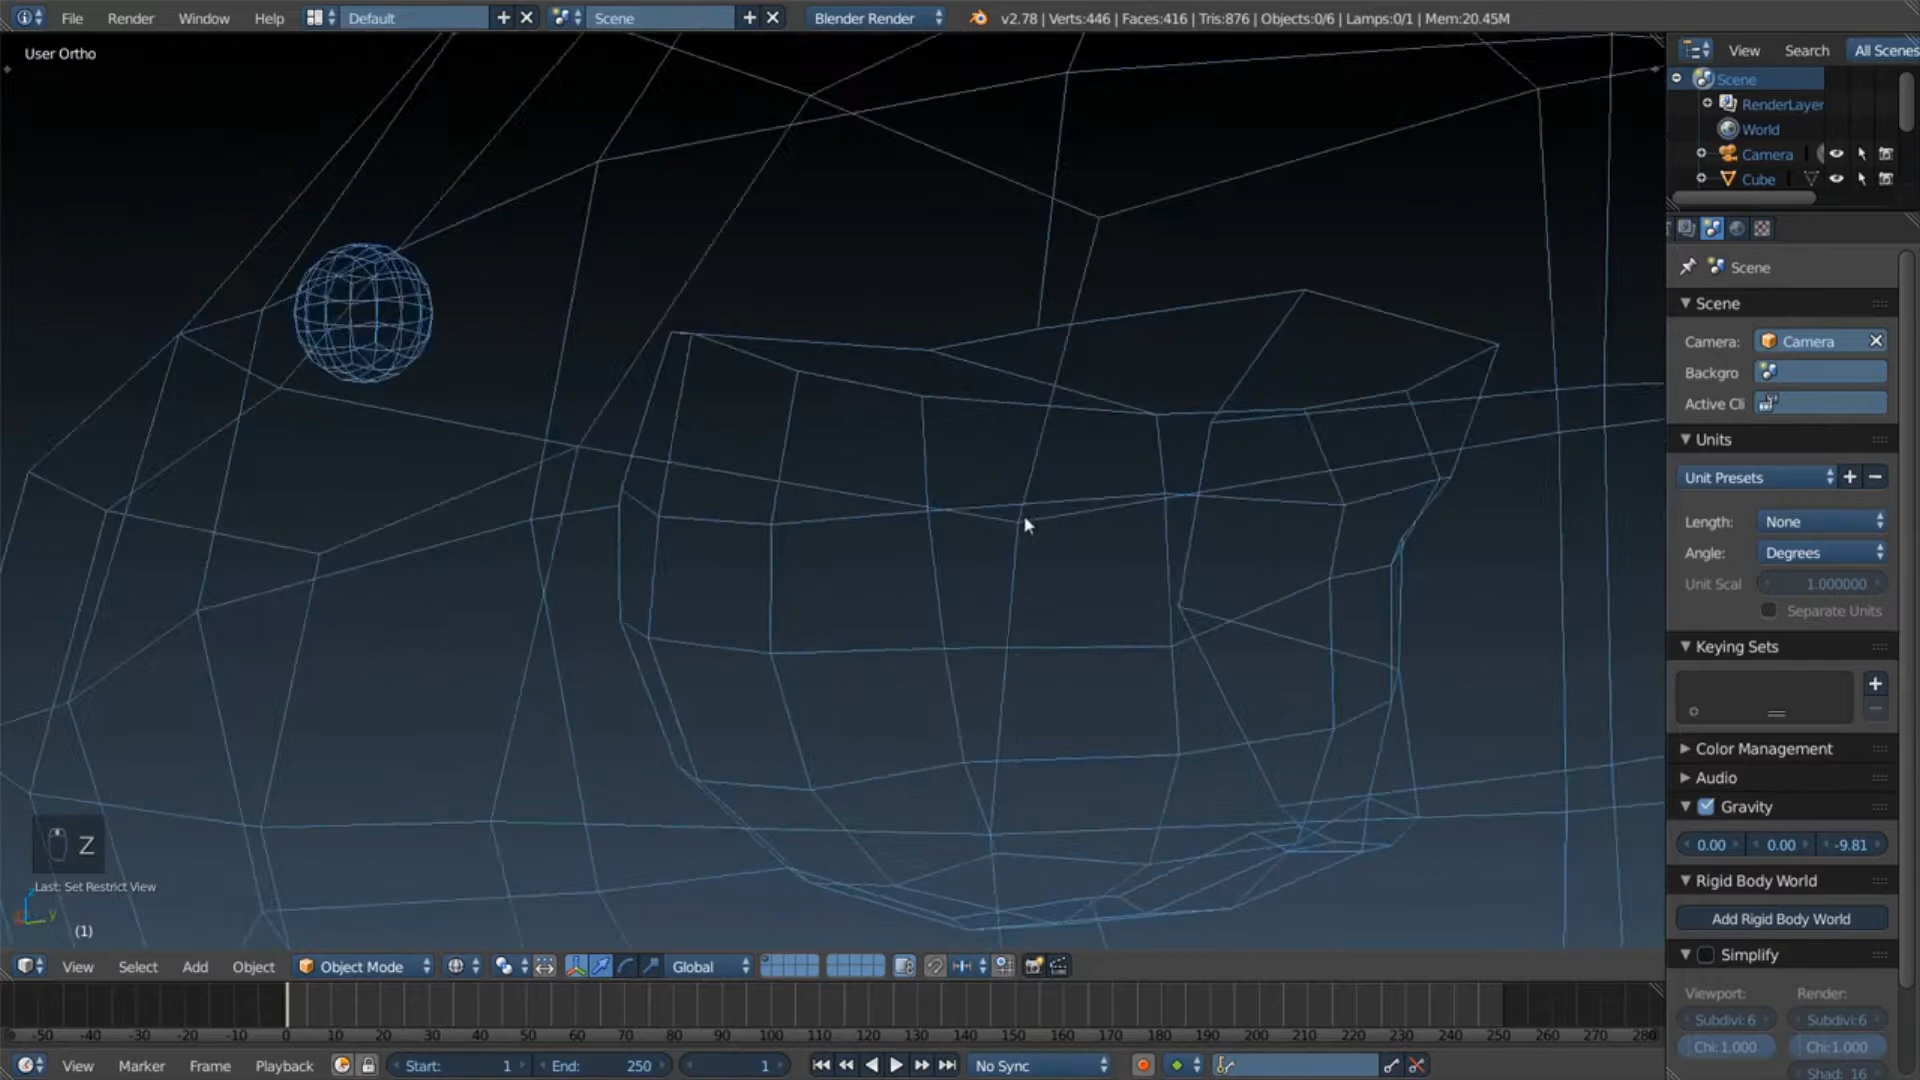 File Render Window Help Default Scene Blender Render v2.78 | Verts:446 | Faces:416 | Tris:876 | Objects:0/6 | Lamps:0/1 | Mem:20.45M
User Ortho
View Search All Scenes
Scene
RenderLayer
World
Camera
Cube
Scene
Scene
Camera: Camera
Backgro
Active Cli
Units
Unit Presets
Length: None
Angle: Degrees
Unit Scal 1.000000
Separate Units
Keying Sets
Color Management
Audio
Gravity
0.00 0.00 -9.81
Rigid Body World
Add Rigid Body World
Simplify
Viewport: Render:
Subdivi:6 Subdivi:6
Chi:1.000 Chi:1.000
Shad: 16
Z
Last: Set Restrict View
y
(1)
View Select Add Object Object Mode Global
-50 -40 -30 -20 -10 0 10 20 30 40 50 60 70 80 90 100 110 120 130 140 150 160 170 180 190 200 210 220 230 240 250 260 270 280
View Marker Frame Playback Start: 1 End: 250 1 No Sync